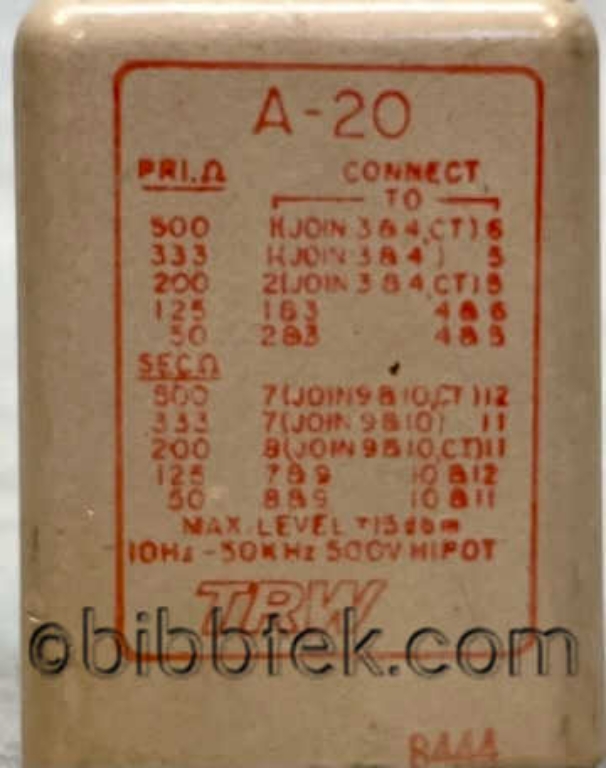 A-20
PRI.Ω CONNECT
TO
500 1(JOIN 3&4,CT)6
333 1(JOIN 3&4) 5
200 2(JOIN 3&4,CT)5
125 1&3 4&6
50 2&3 4&5
SEC.Ω
500 7(JOIN 9&10,CT)12
333 7(JOIN 9&10) 11
200 8(JOIN 9&10,CT)11
125 7&9 10&12
50 8&9 10&11
MAX. LEVEL +15dbm
10Hz-50KHz 500V HIPOT
TRW
©bibbtek.com
8444